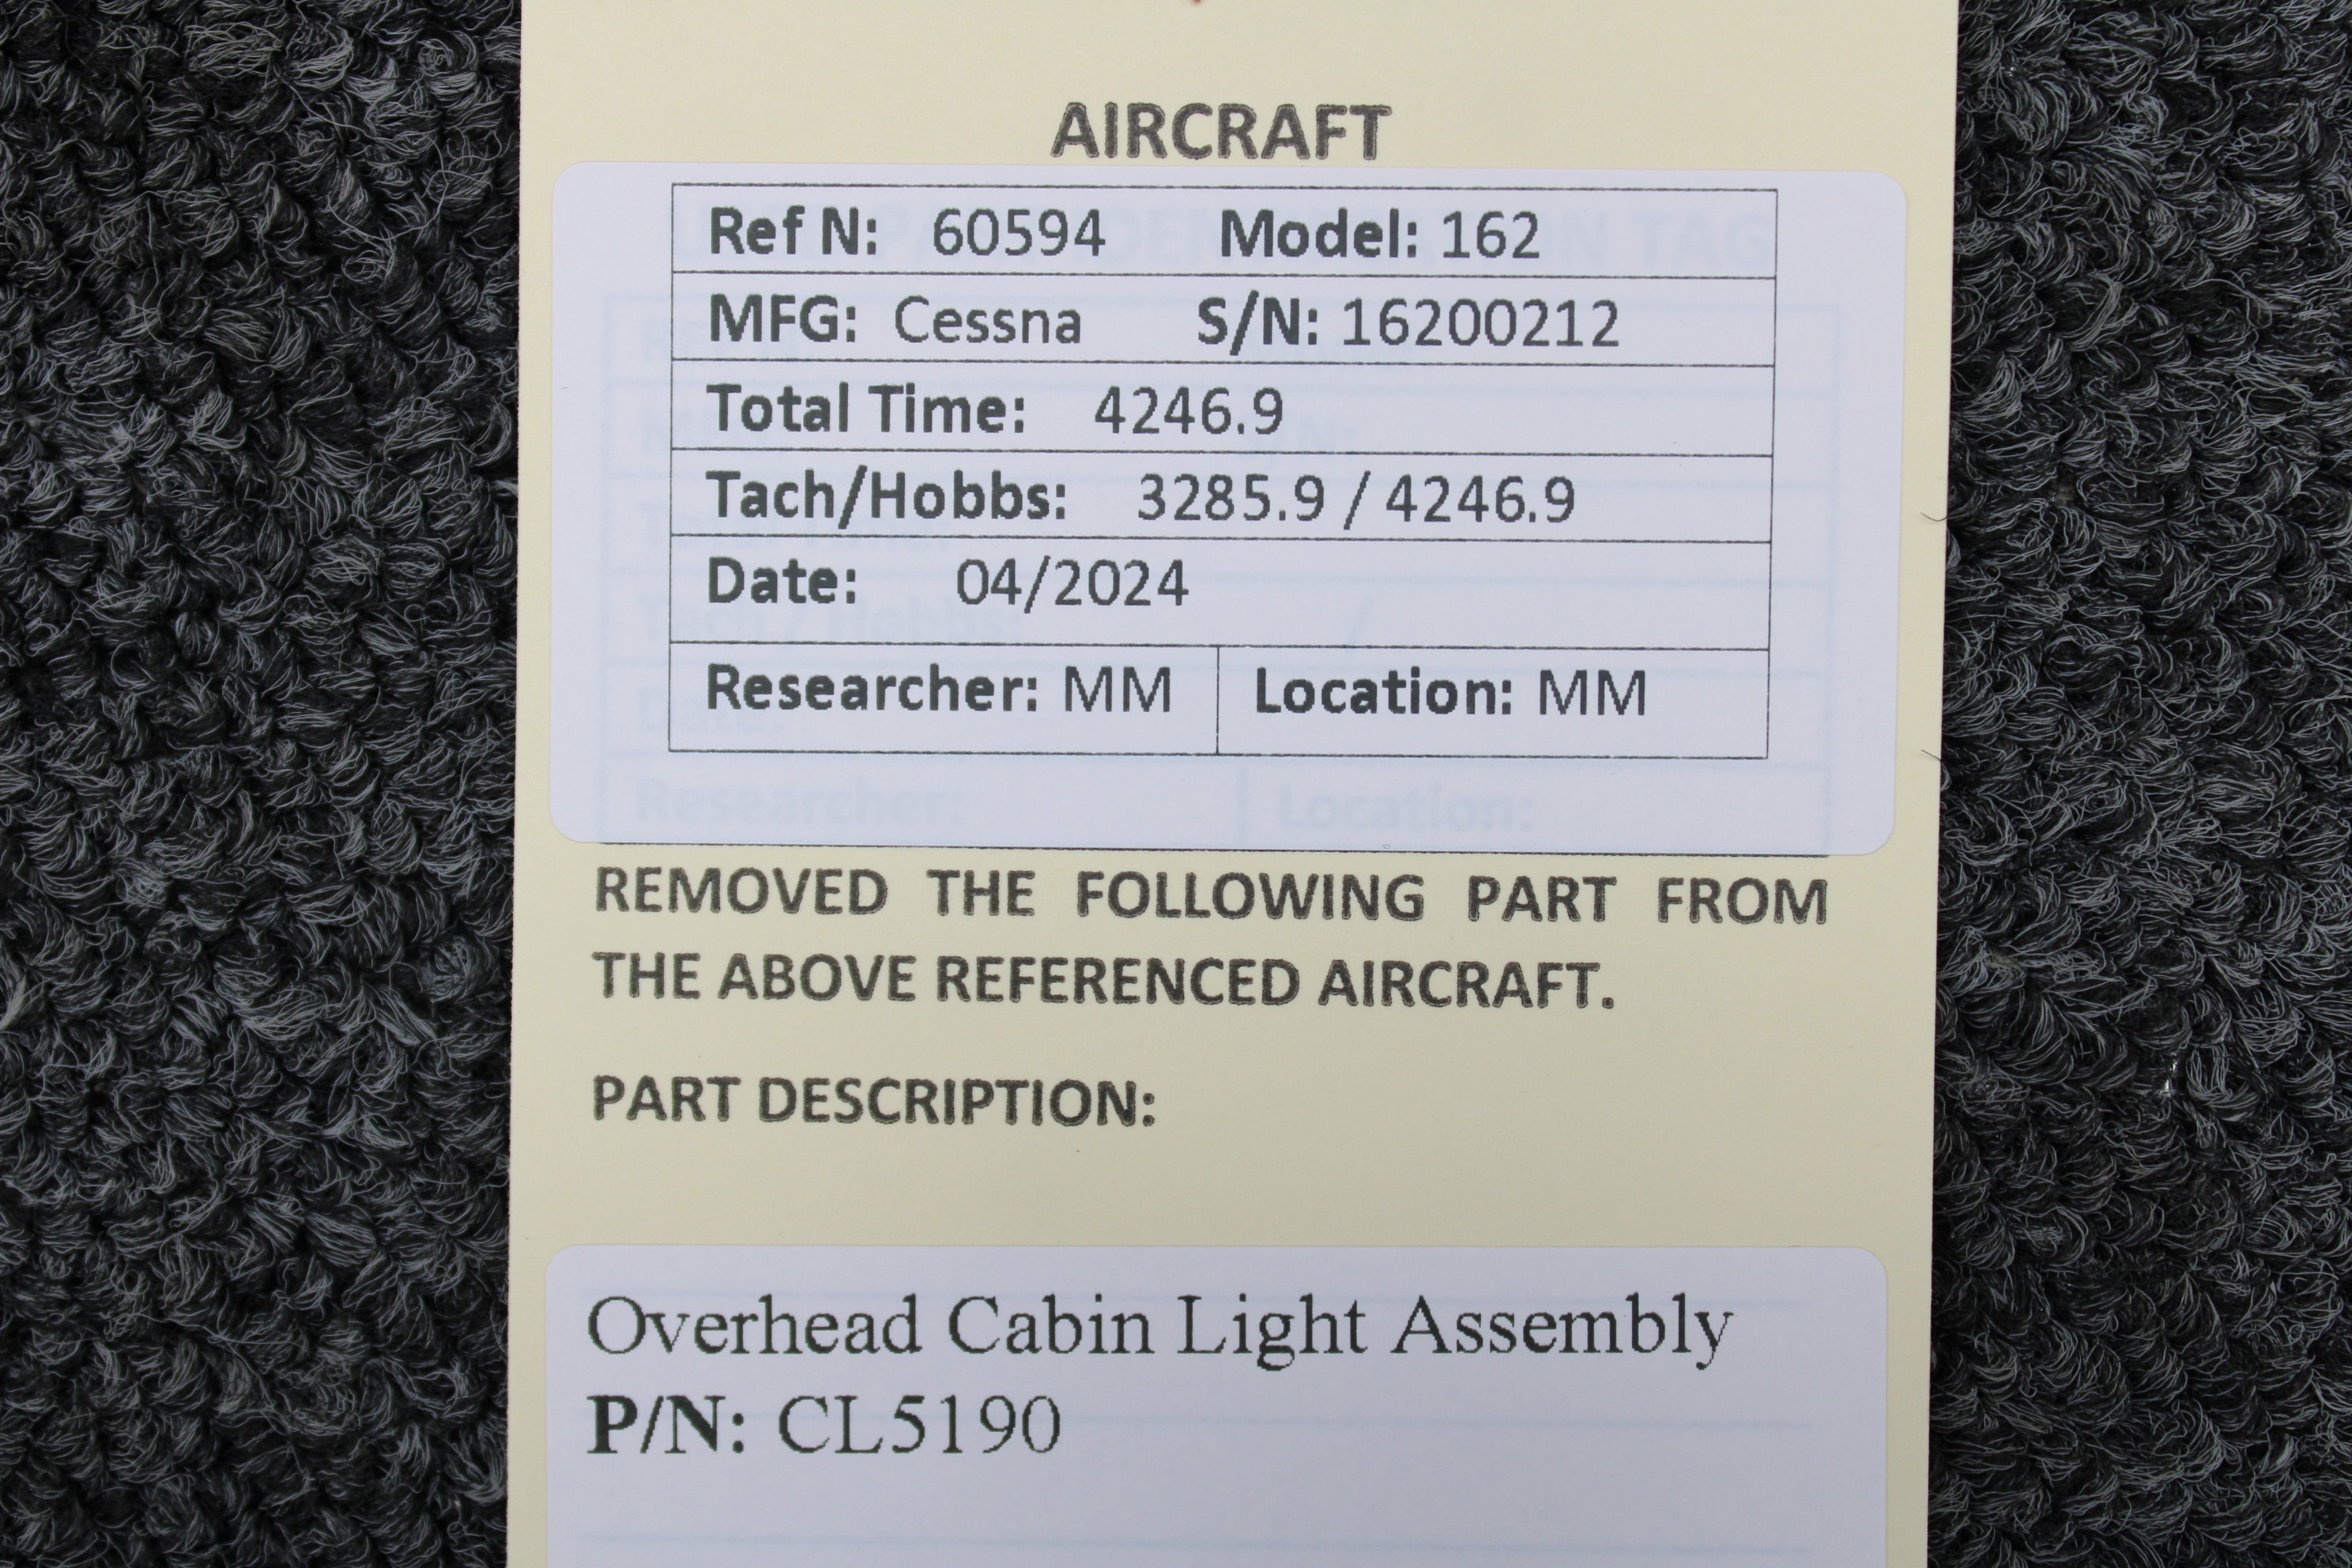 AIRCRAFT
Ref N: 60594 Model: 162
MFG: Cessna S/N: 16200212
Total Time: 4246.9
Tach/Hobbs: 3285.9 / 4246.9
Date: 04/2024
Researcher: MM Location: MM
Researcher: Location:
REMOVED THE FOLLOWING PART FROM
THE ABOVE REFERENCED AIRCRAFT.
PART DESCRIPTION:
Overhead Cabin Light Assembly
P/N: CL5190